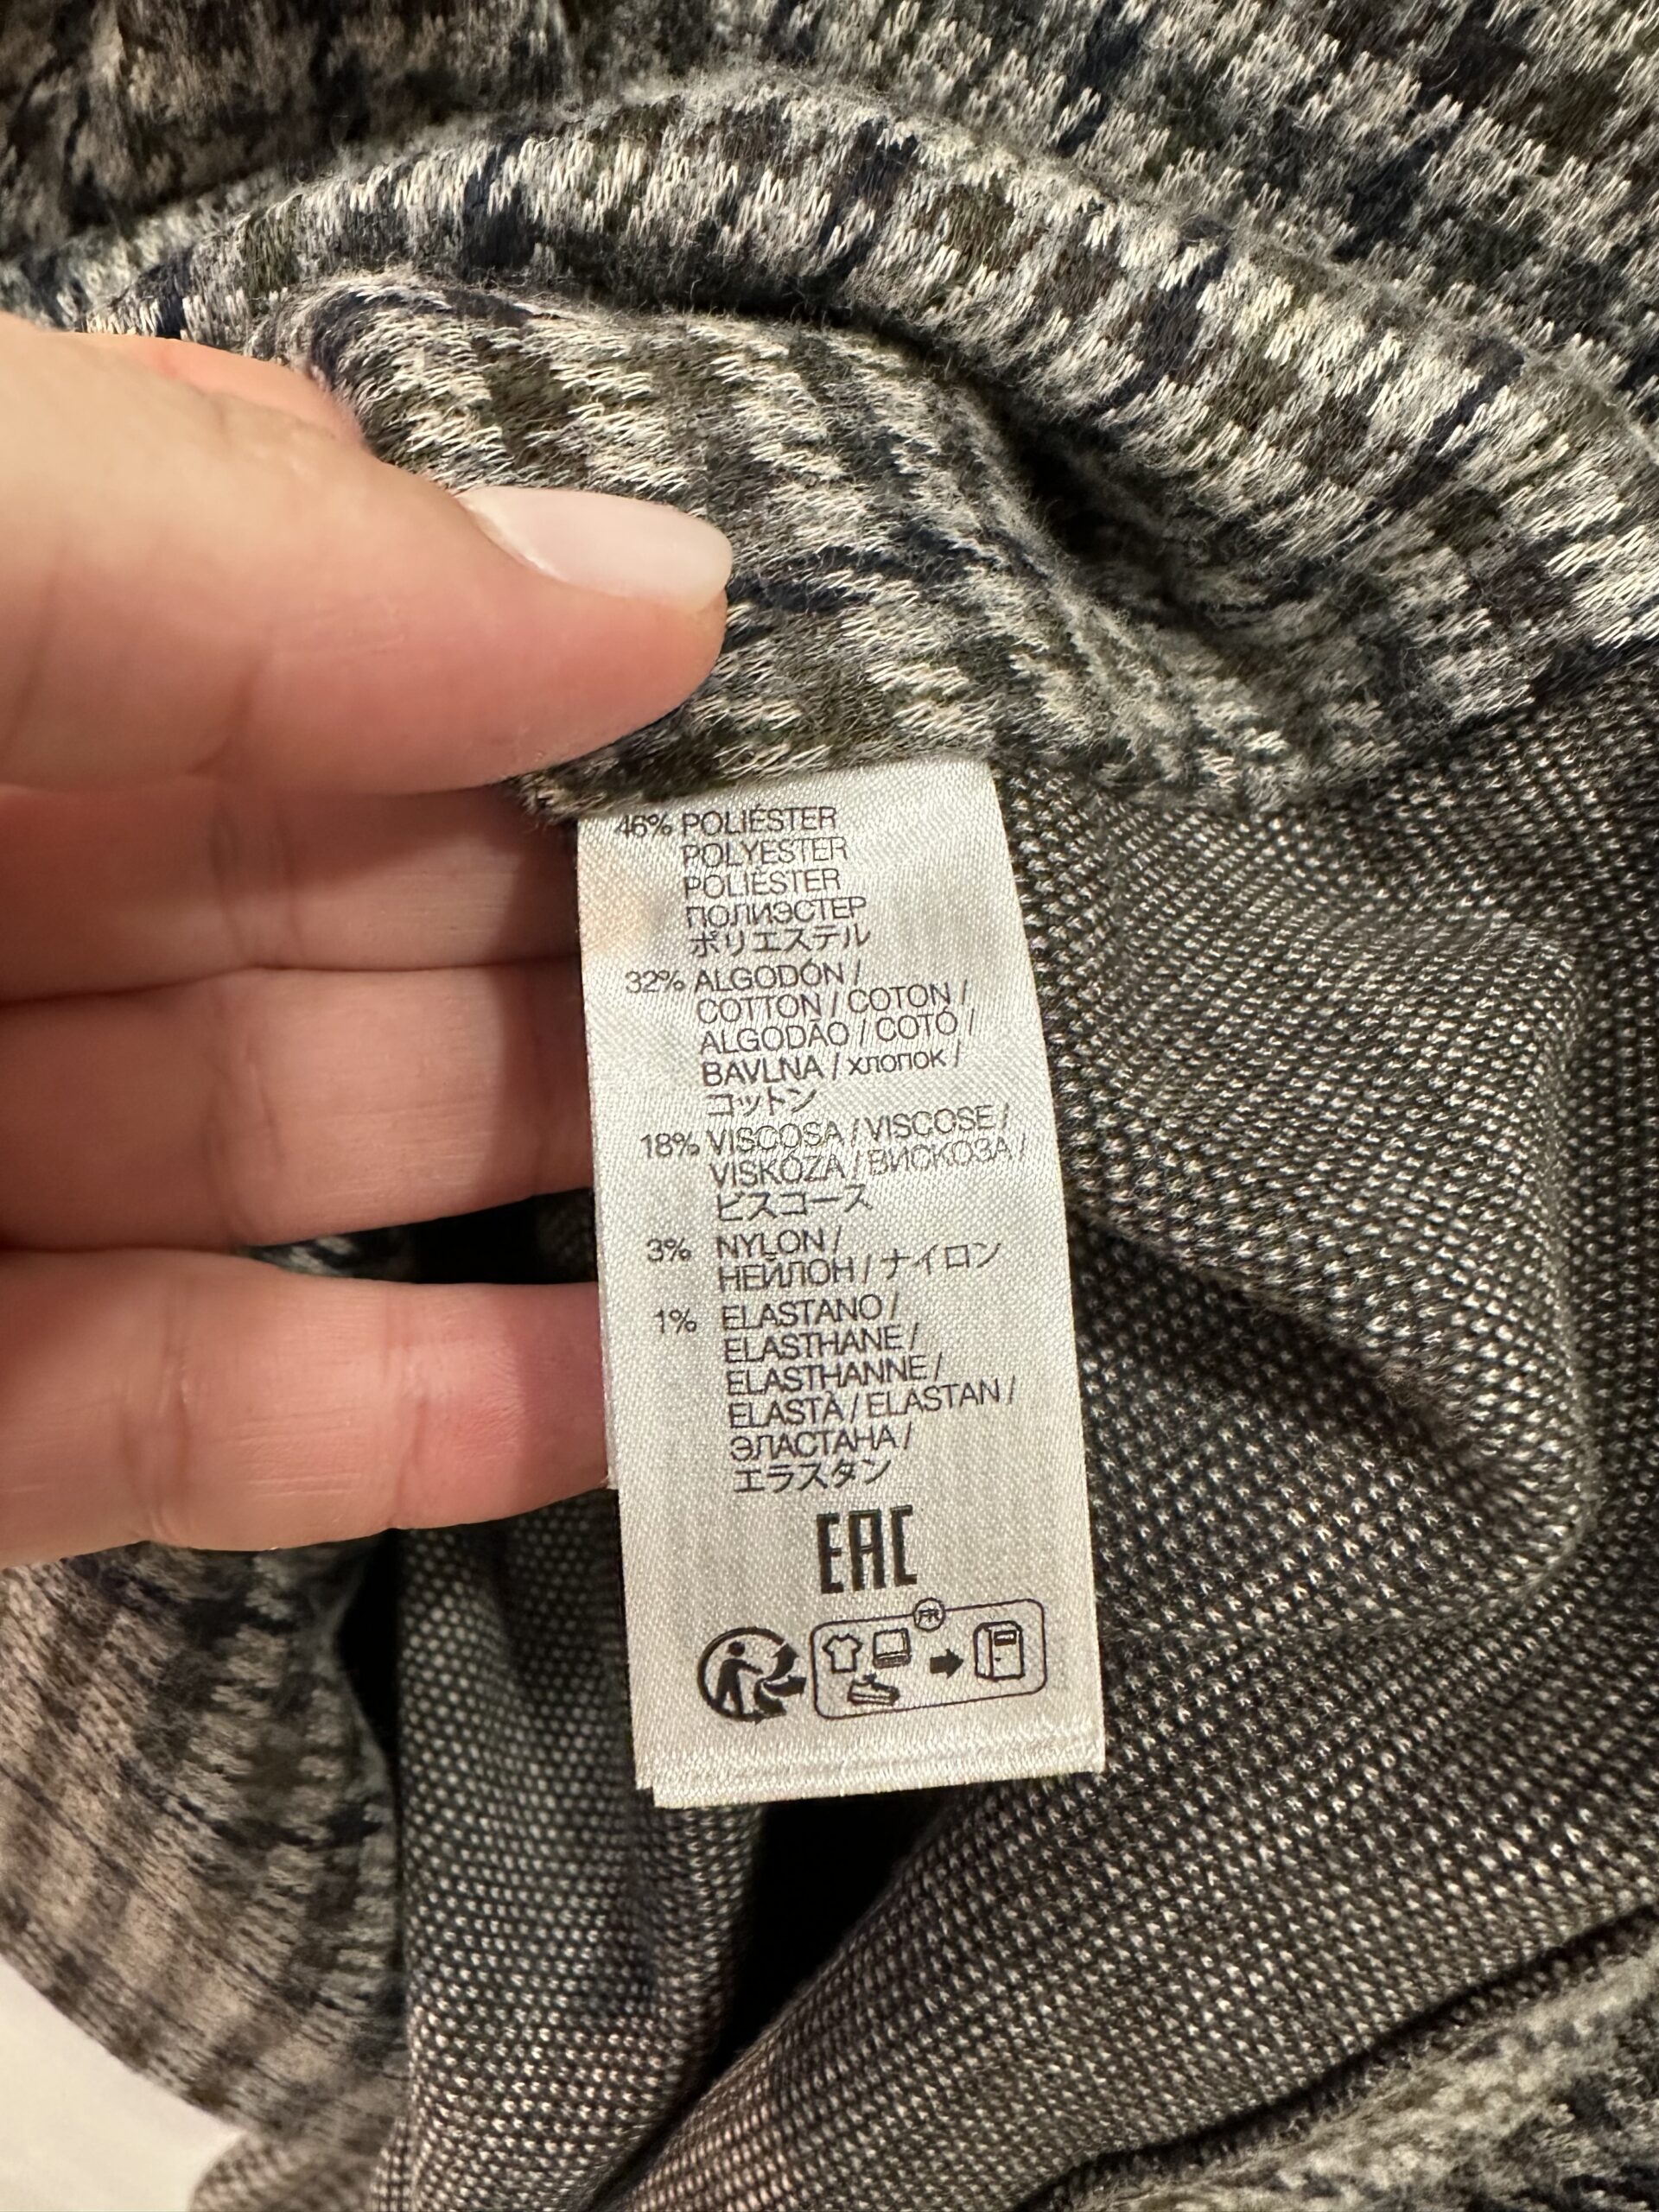 46% POLIÉSTER
POLYESTER
POLIÈSTER
ПОЛИЭСТЕР
ポリエステル
32% ALGODÓN /
COTTON / COTON /
ALGODÃO / COTÓ /
BAVLNA / хлопок /
コットン
18% VISCOSA / VISCOSE /
VISKÓZA / ВИСКОЗА /
ビスコース
3% NYLON /
НЕЙЛОН / ナイロン
1% ELASTANO /
ELASTHANE /
ELASTHANNE /
ELASTÀ / ELASTAN /
ЭЛАСТАНА /
エラスタン
EAC
FR